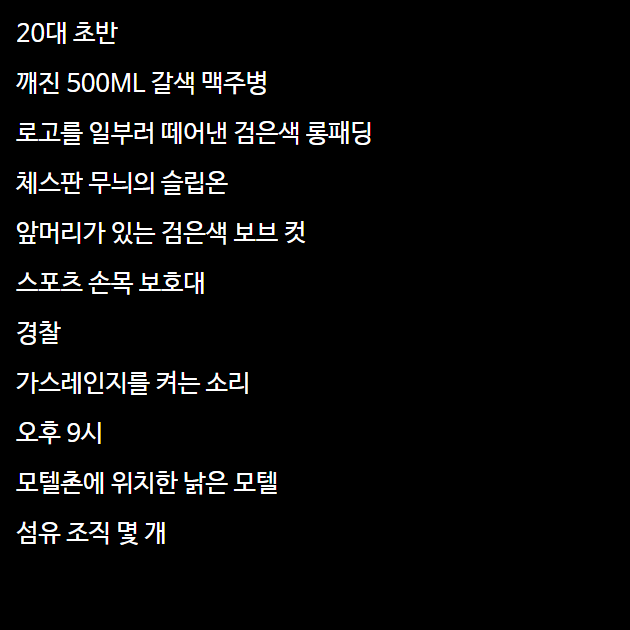 20대 초반
깨진 500ML 갈색 맥주병
로고를 일부러 떼어낸 검은색 롱패딩
체스판 무늬의 슬립온
앞머리가 있는 검은색 보브 컷
스포츠 손목 보호대
경찰
가스레인지를 켜는 소리
오후 9시
모텔촌에 위치한 낡은 모텔
섬유 조직 몇 개